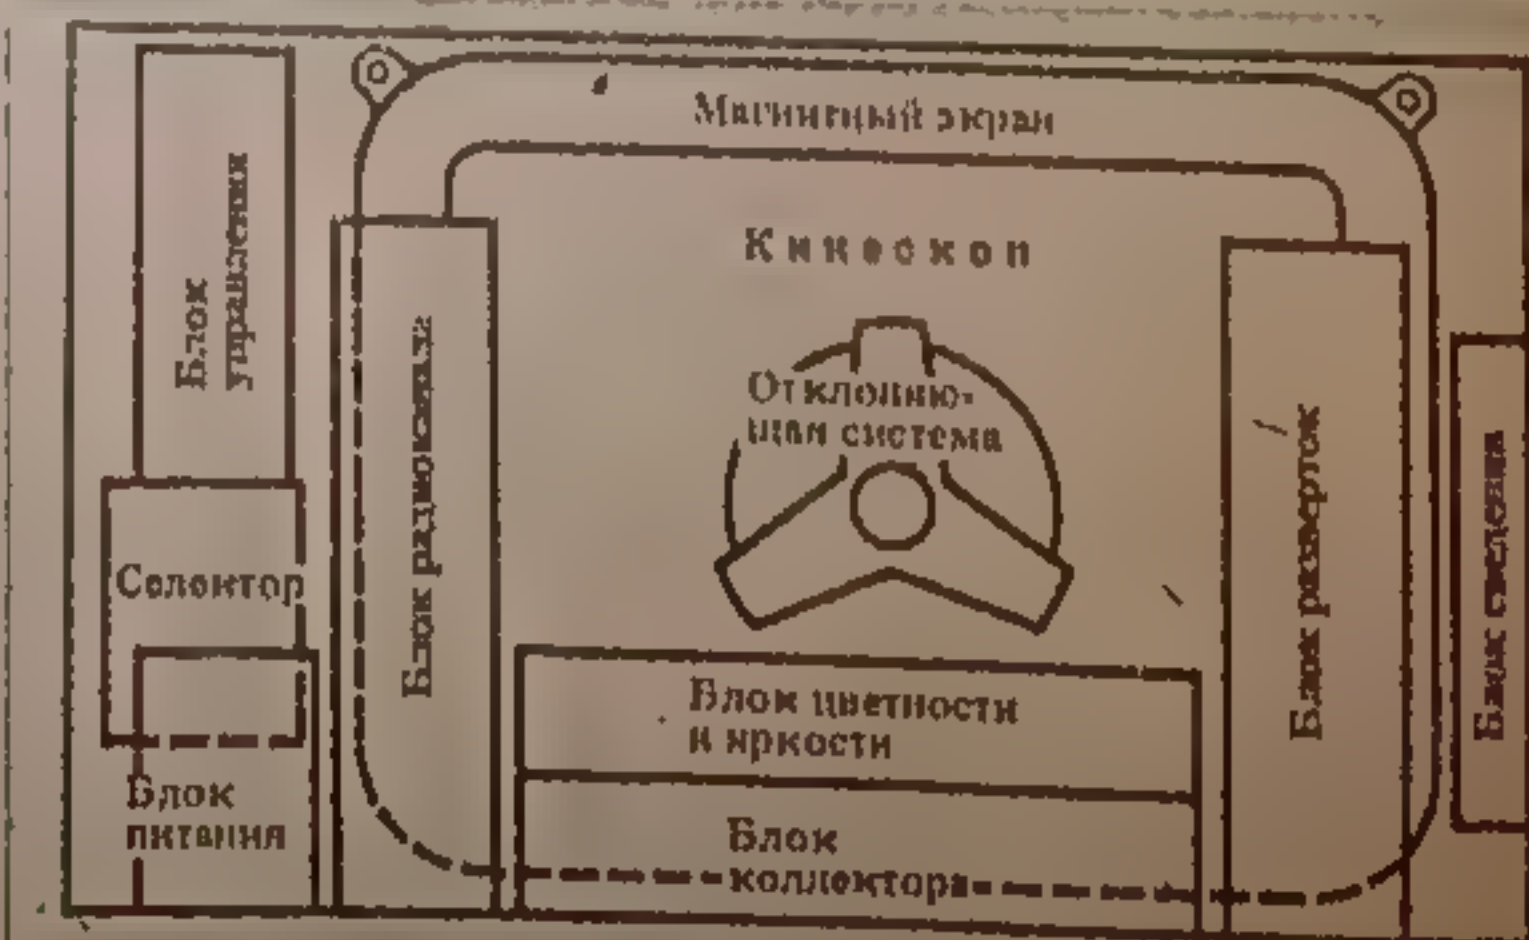 Магнитный экран
Кинескоп
Блок
управления
Блок радиоканала
Отклоняю-
щая система
Блок разверток
Блок сведения
Селектор
Блок цветности
и яркости
Блок
питания
Блок
коллектора